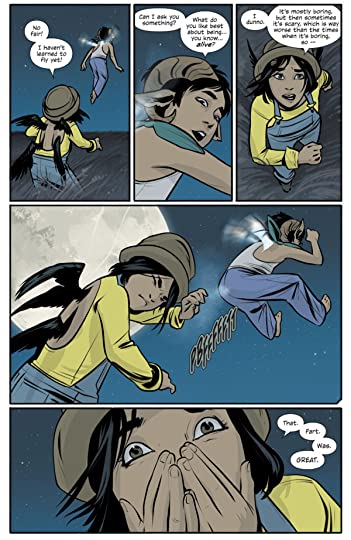 No
fair!
I haven't
learned to
fly yet!
Can I ask you
something?
What do
you like best
about being...
you know...
alive?
I
dunno.
It's mostly boring,
but then sometimes
it's scary, which is way
worse than the times
when it's boring,
so--
That.
Part.
Was.
GREAT.